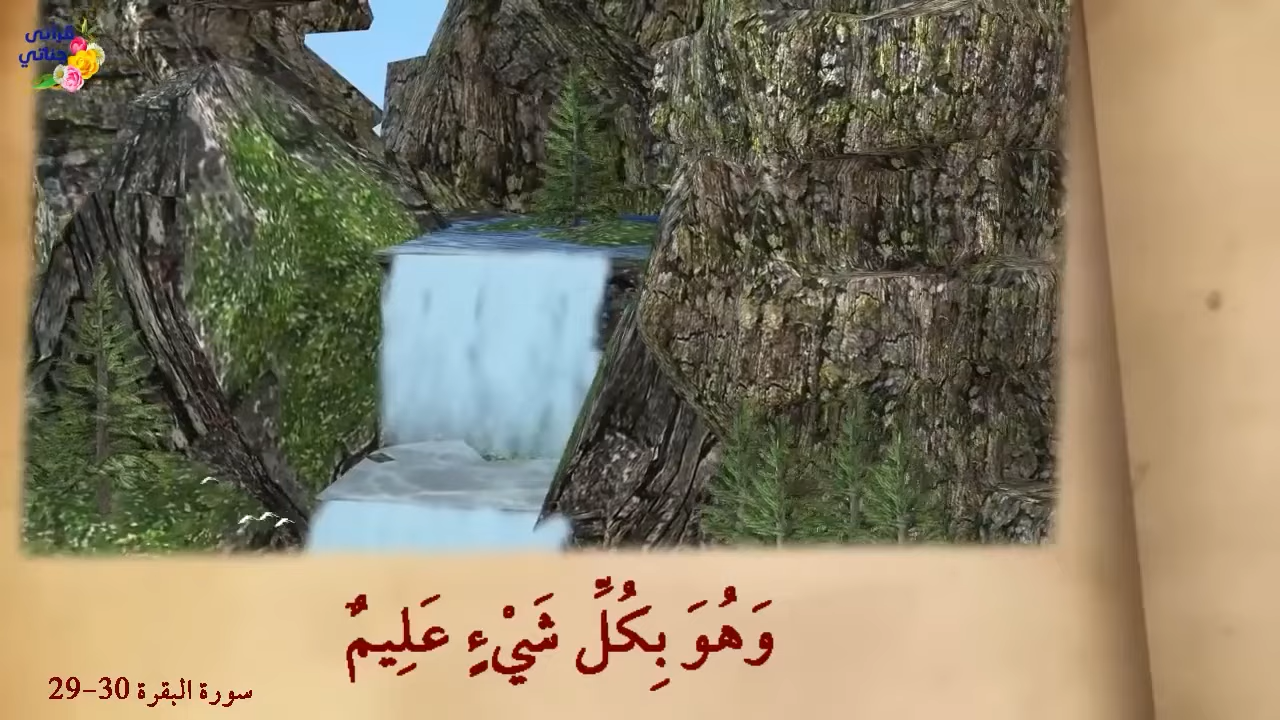 قرآني
جناتي
وَهُوَ بِكُلِّ شَيْءٍ عَلِيمٌ
سورة البقرة 30-29